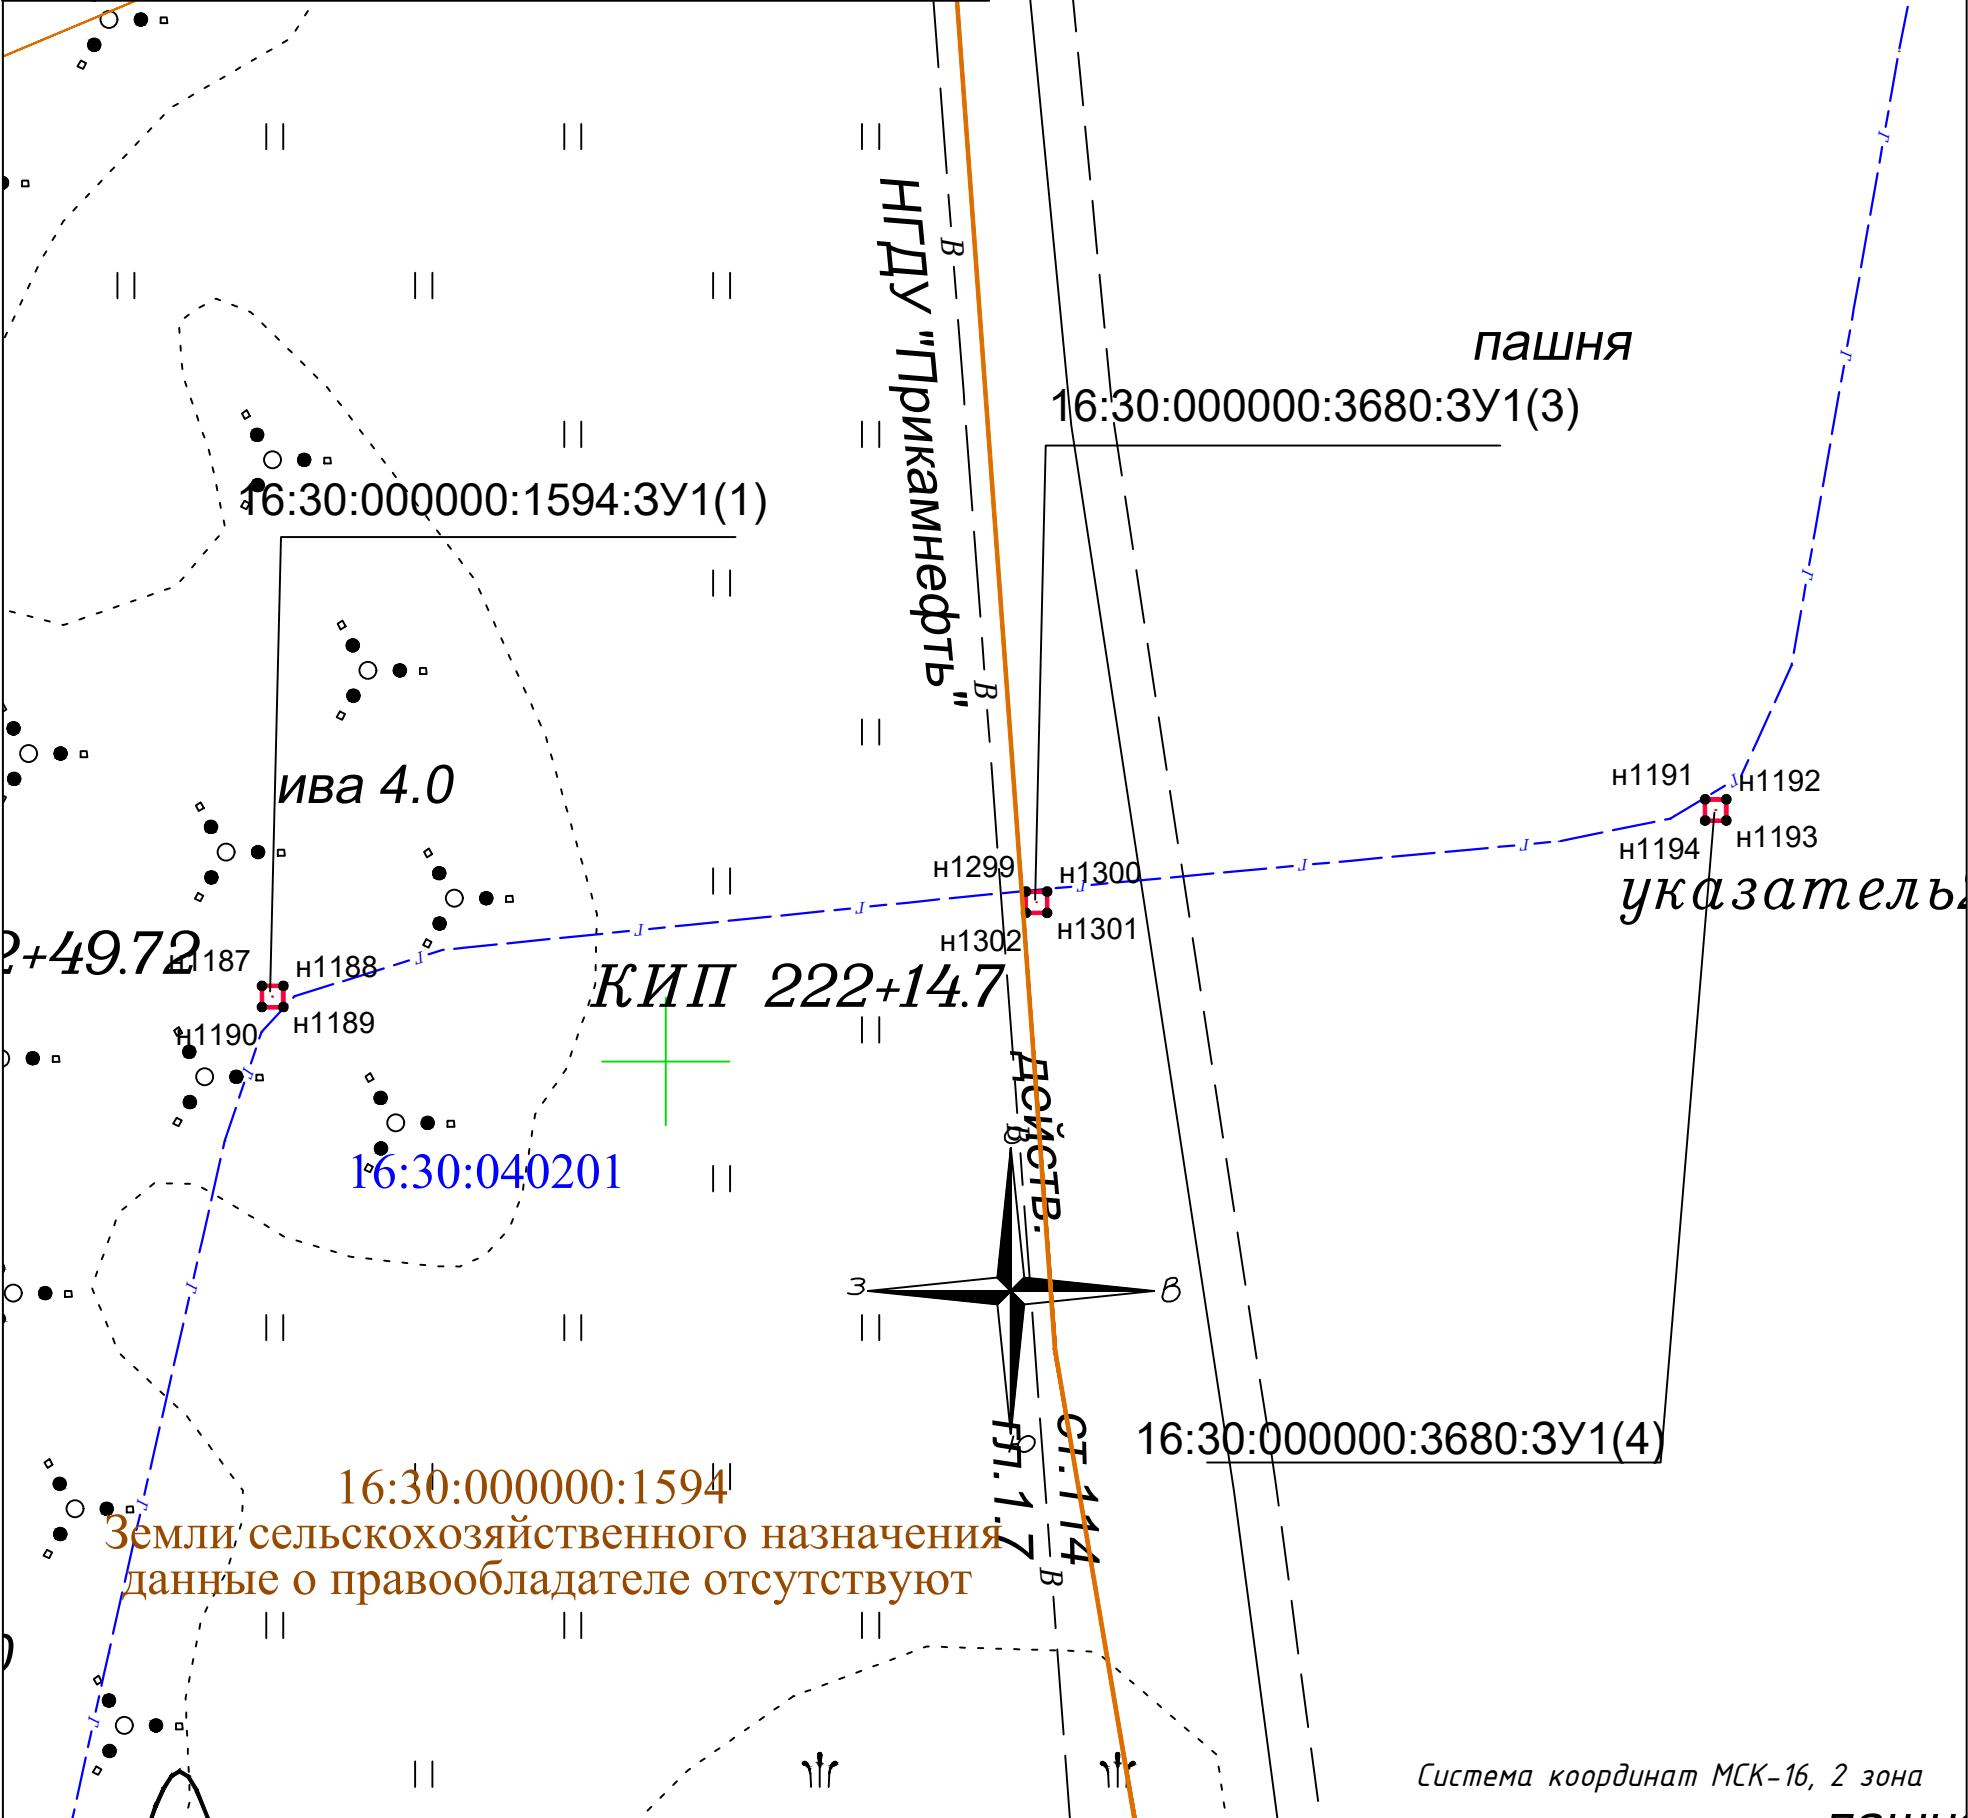 НГДУ "Прикамнефть"
В
пашня
16:30:000000:3680:ЗУ1(3)
16:30:000000:1594:ЗУ1(1)
В
ива 4.0
н1191
н1192
н1194
н1193
указатель
н1299
н1300
н1302
н1301
2+49.72
н1187
н1188
н1190
н1189
КИП 222+14.7
действ.
В
16:30:040201
З
В
Ю
ст.114
гл.1.7
16:30:000000:3680:ЗУ1(4)
16:30:000000:1594
Земли сельскохозяйственного назначения
данные о правообладателе отсутствуют
В
Система координат МСК-16, 2 зона